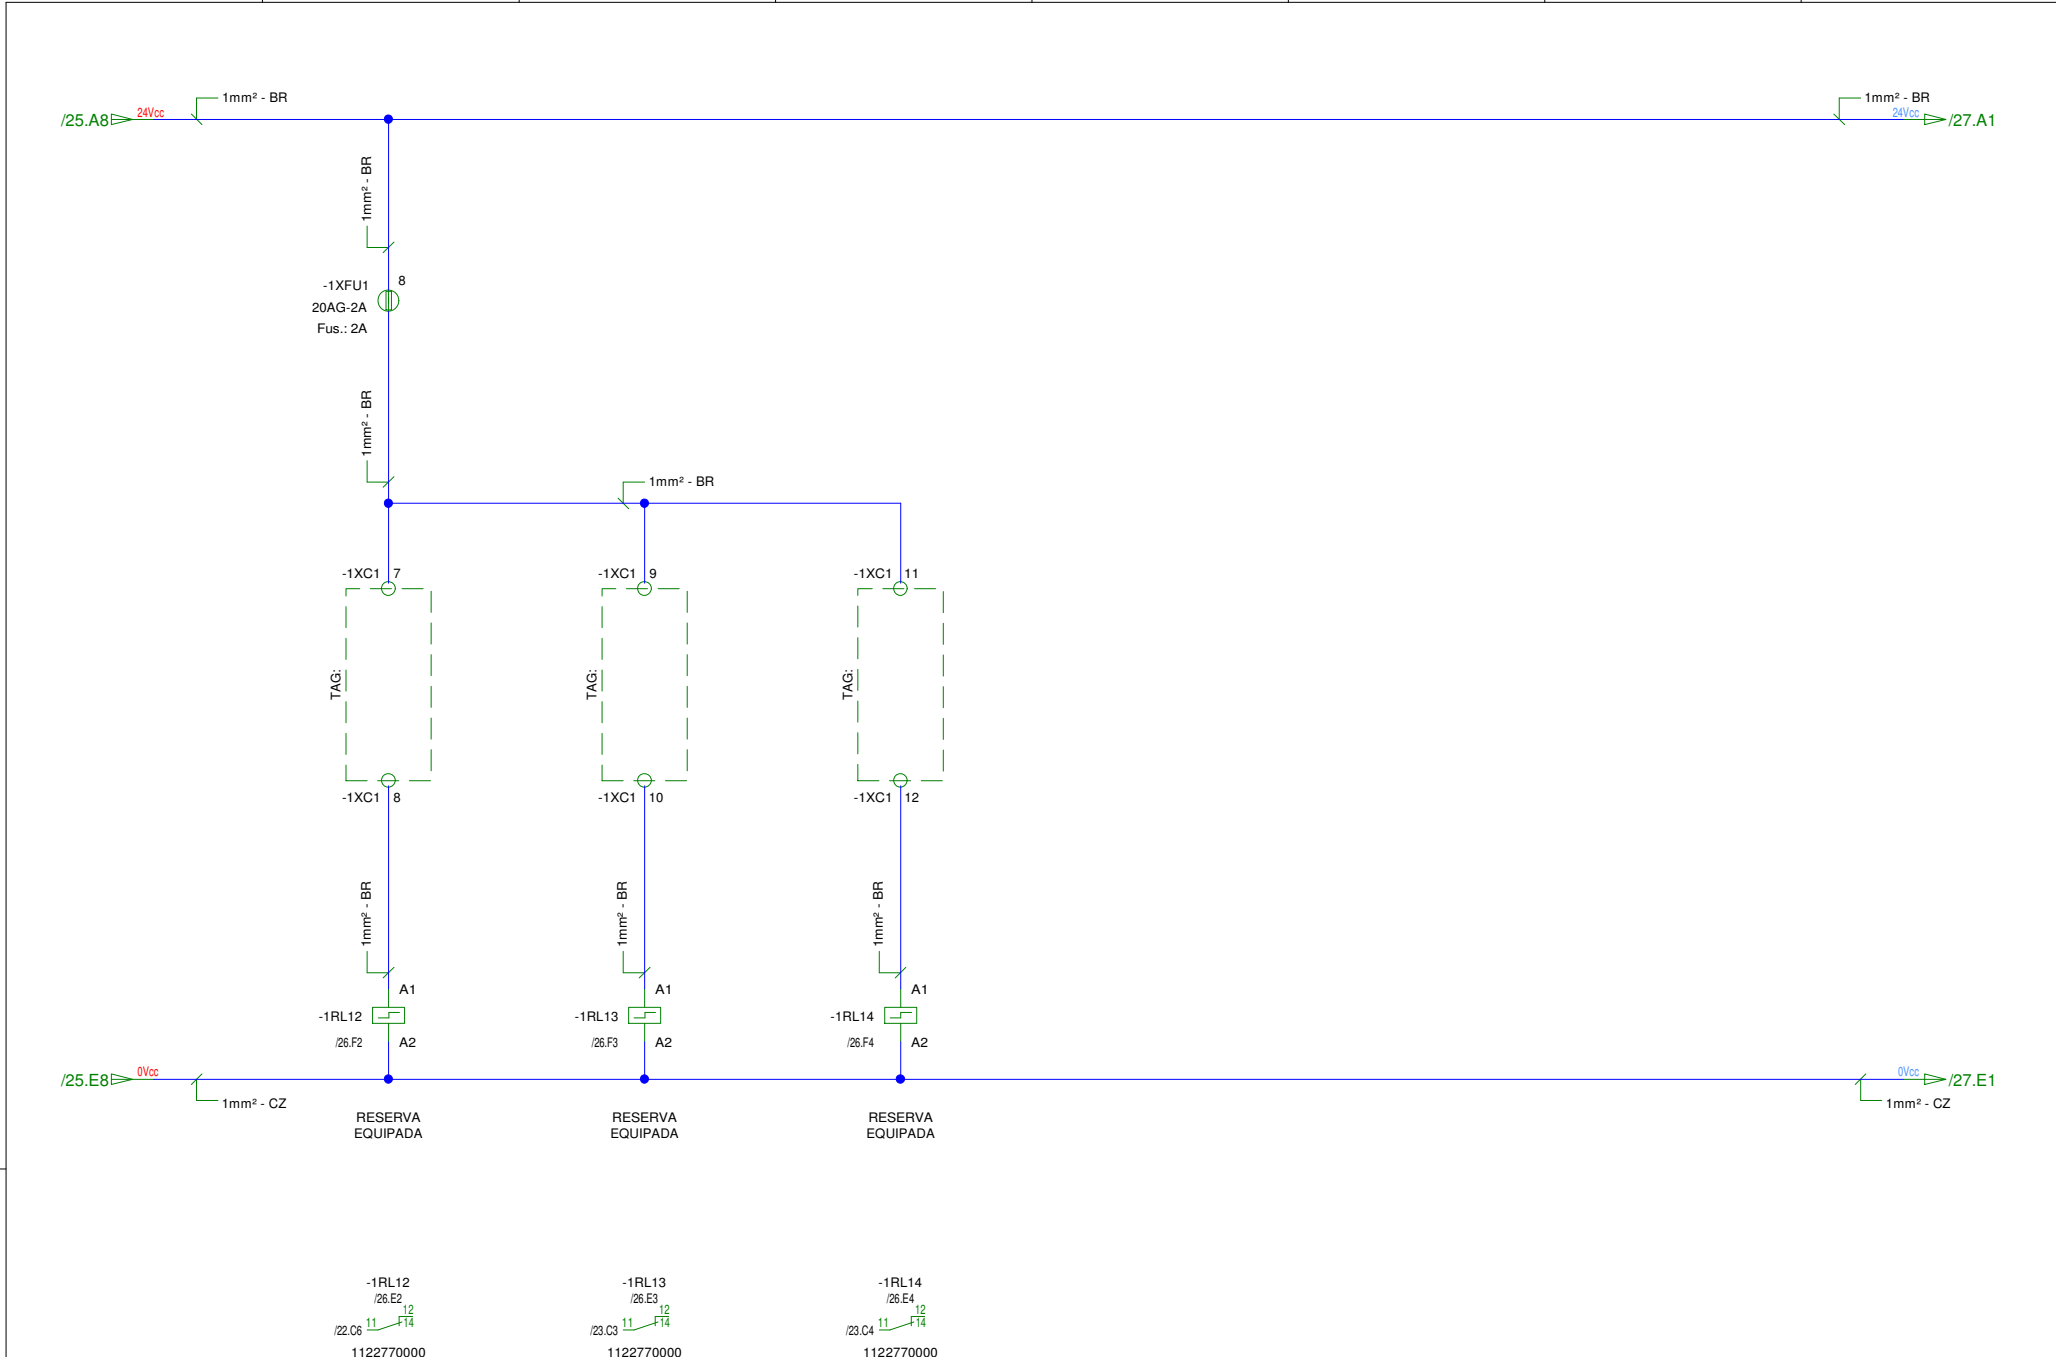 1mm² - BR
1mm² - BR
/25.A8
24Vcc
24Vcc
/27.A1
1mm² - BR
-1XFU1
8
20AG-2A
Fus.: 2A
1mm² - BR
1mm² - BR
-1XC1 7
-1XC1 9
-1XC1 11
TAG:
TAG:
TAG:
-1XC1 8
-1XC1 10
-1XC1 12
1mm² - BR
1mm² - BR
1mm² - BR
A1
A1
A1
-1RL12
-1RL13
-1RL14
/26.F2
A2
/26.F3
A2
/26.F4
A2
/25.E8
0Vcc
0Vcc
/27.E1
1mm² - CZ
1mm² - CZ
RESERVA
EQUIPADA
RESERVA
EQUIPADA
RESERVA
EQUIPADA
-1RL12
/26.E2
12
/22.C6 11 14
1122770000
-1RL13
/26.E3
12
/23.C3 11 14
1122770000
-1RL14
/26.E4
12
/23.C4 11 14
1122770000